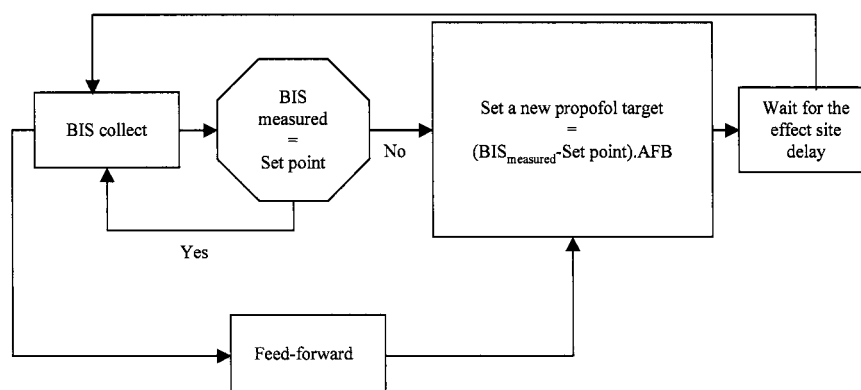 BIS collect
BIS
measured
=
Set point
No
Yes
Set a new propofol target
=
(BISmeasured-Set point).AFB
Wait for the
effect site
delay
Feed-forward